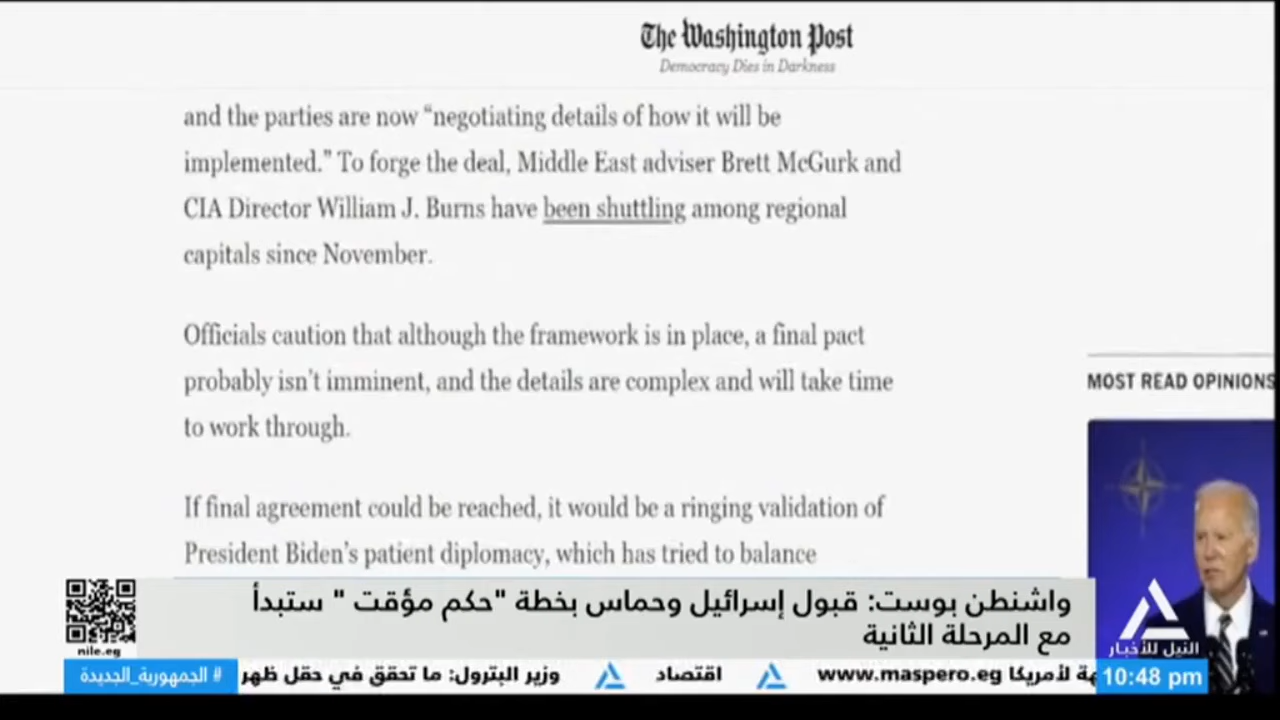 The Washington Post
Democracy Dies in Darkness
and the parties are now “negotiating details of how it will be
implemented.” To forge the deal, Middle East adviser Brett McGurk and
CIA Director William J. Burns have been shuttling among regional
capitals since November.
Officials caution that although the framework is in place, a final pact
probably isn’t imminent, and the details are complex and will take time
to work through.
If final agreement could be reached, it would be a ringing validation of
President Biden’s patient diplomacy, which has tried to balance
MOST READ OPINIONS
واشنطن بوست: قبول إسرائيل وحماس بخطة "حكم مؤقت " ستبدأ
مع المرحلة الثانية
nile.eg
النيل للأخبار
# الجمهورية_الجديدة
وزير البترول: ما تحقق في حقل ظهر
اقتصاد
لأمريكا www.maspero.eg
10:48 pm